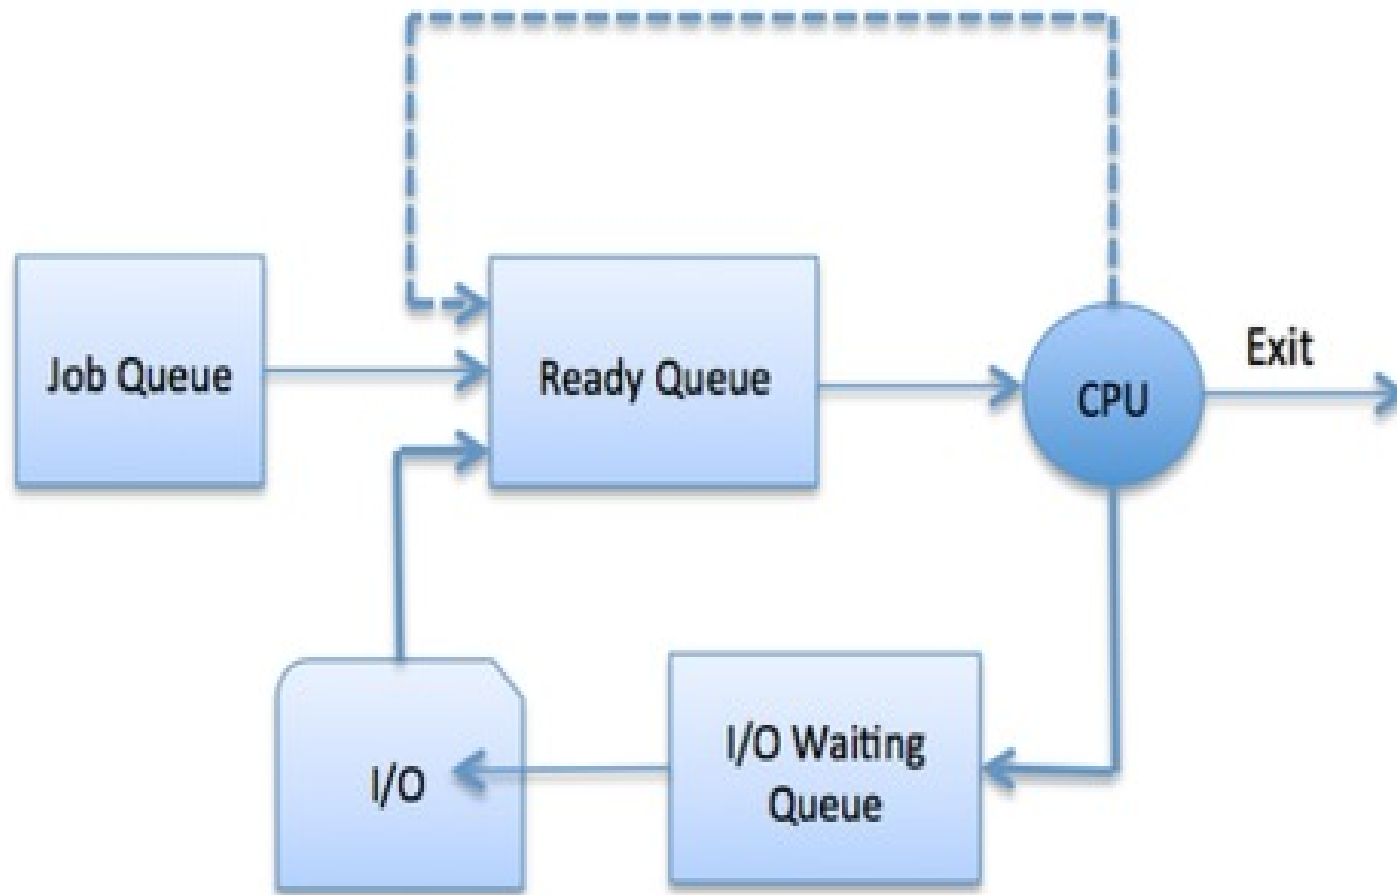 Job Queue
Ready Queue
CPU
Exit
I/O
I/O Waiting
Queue